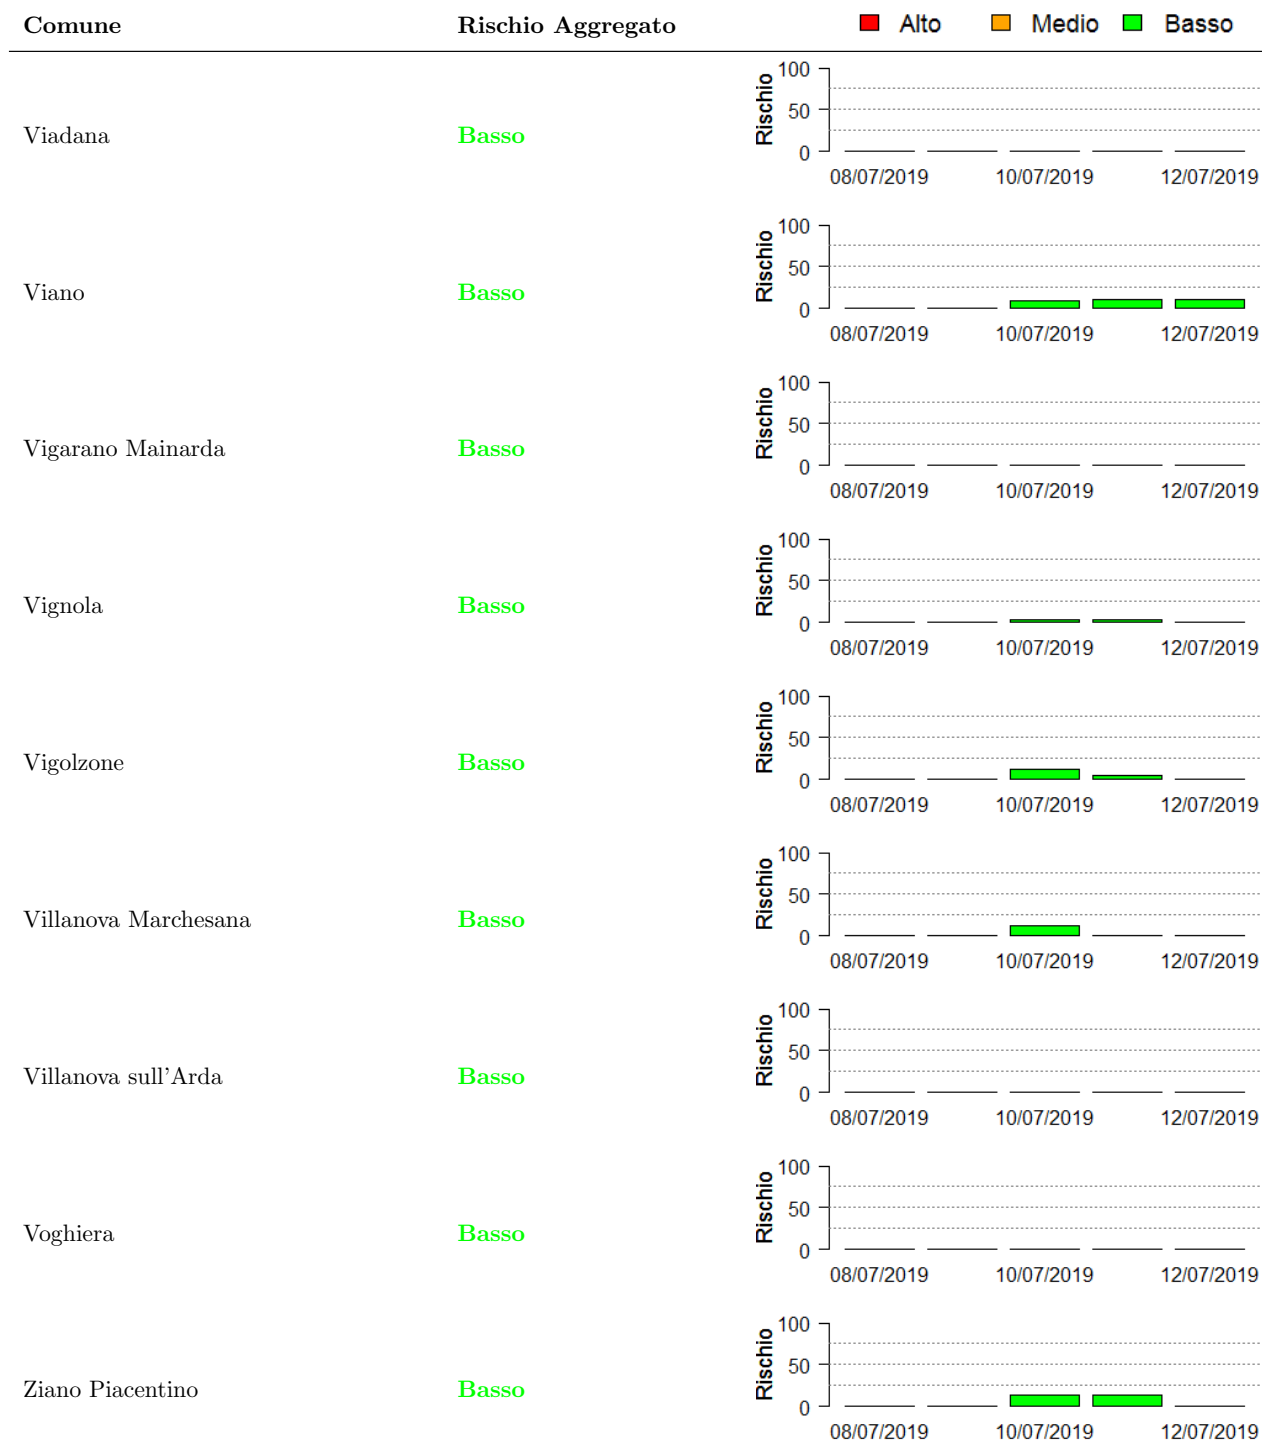 Comune Rischio Aggregato Alto Medio Basso
Viadana Basso
Rischio
100
50
0
08/07/2019 10/07/2019 12/07/2019
Viano Basso
Rischio
100
50
0
08/07/2019 10/07/2019 12/07/2019
Vigarano Mainarda Basso
Rischio
100
50
0
08/07/2019 10/07/2019 12/07/2019
Vignola Basso
Rischio
100
50
0
08/07/2019 10/07/2019 12/07/2019
Vigolzone Basso
Rischio
100
50
0
08/07/2019 10/07/2019 12/07/2019
Villanova Marchesana Basso
Rischio
100
50
0
08/07/2019 10/07/2019 12/07/2019
Villanova sull'Arda Basso
Rischio
100
50
0
08/07/2019 10/07/2019 12/07/2019
Voghiera Basso
Rischio
100
50
0
08/07/2019 10/07/2019 12/07/2019
Ziano Piacentino Basso
Rischio
100
50
0
08/07/2019 10/07/2019 12/07/2019